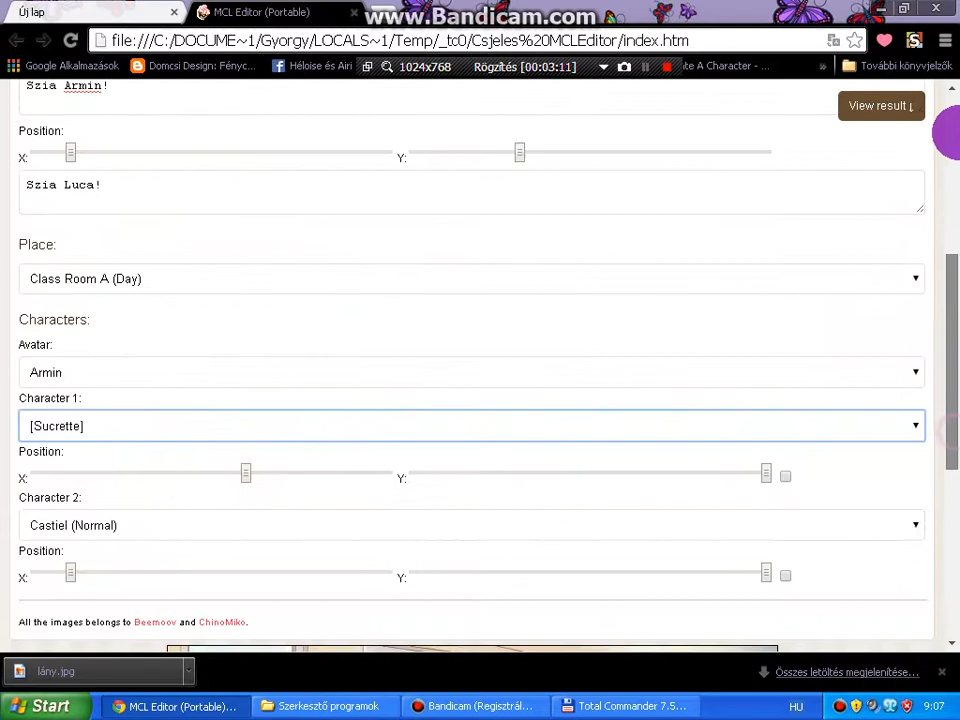 www.Bandicam.com
Új lap
MCL Editor (Portable)
file:///C:/DOCUME~1/Gyorgy/LOCALS~1/Temp/_tc0/Csjeles%20MCLEditor/index.htm
Google Alkalmazások
Domcsi Design: Fényc...
Héloise és Airi
1024x768
Rögzítés [00:03:11]
te A Character - ...
»
További könyvjelzők
Szia Armin!
View result ↓
Position:
X:
Y:
Szia Luca!
Place:
Class Room A (Day)
Characters:
Avatar:
Armin
Character 1:
[Sucrette]
Position:
X:
Y:
Character 2:
Castiel (Normal)
Position:
X:
Y:
All the images belongs to Beemoov and ChinoMiko.
lány.jpg
Összes letöltés megjelenítése...
Start
MCL Editor (Portable)...
Szerkesztő programok
Bandicam (Regisztrál...
Total Commander 7.5...
HU
9:07